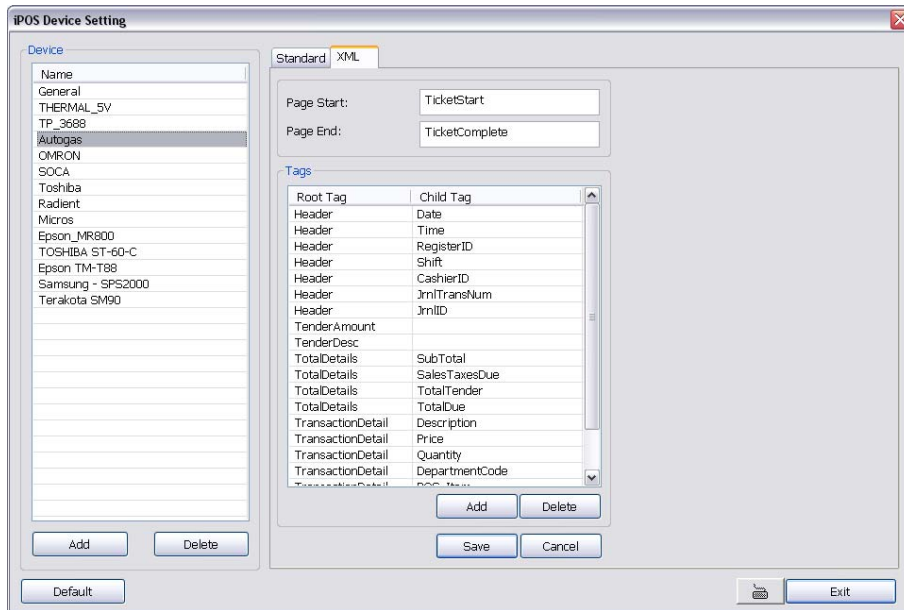 iPOS Device Setting
Device
Name
General
THERMAL_5V
TP_3688
Autogas
OMRON
SOCA
Toshiba
Radient
Micros
Epson_MR800
TOSHIBA ST-60-C
Epson TM-T88
Samsung - SPS2000
Terakota SM90
Add Delete
Default
Standard XML
Page Start: TicketStart
Page End: TicketComplete
Tags
Root Tag Child Tag
Header Date
Header Time
Header RegisterID
Header Shift
Header CashierID
Header JrnlTransNum
Header JrnlID
TenderAmount
TenderDesc
TotalDetails SubTotal
TotalDetails SalesTaxesDue
TotalDetails TotalTender
TotalDetails TotalDue
TransactionDetail Description
TransactionDetail Price
TransactionDetail Quantity
TransactionDetail DepartmentCode
Add Delete
Save Cancel
Exit